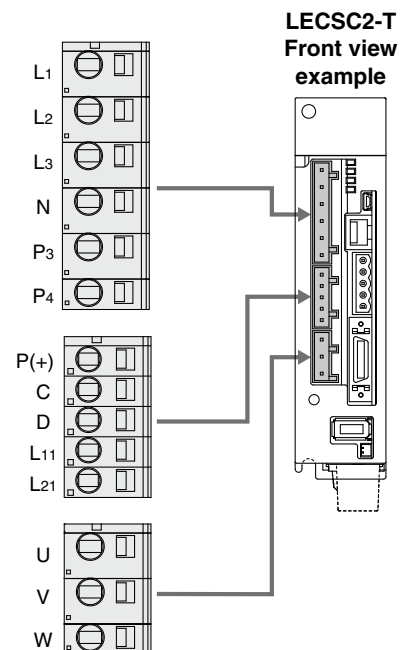 LECSC2-T
Front view
example
L1
L2
L3
N
P3
P4
P(+)
C
D
L11
L21
U
V
W